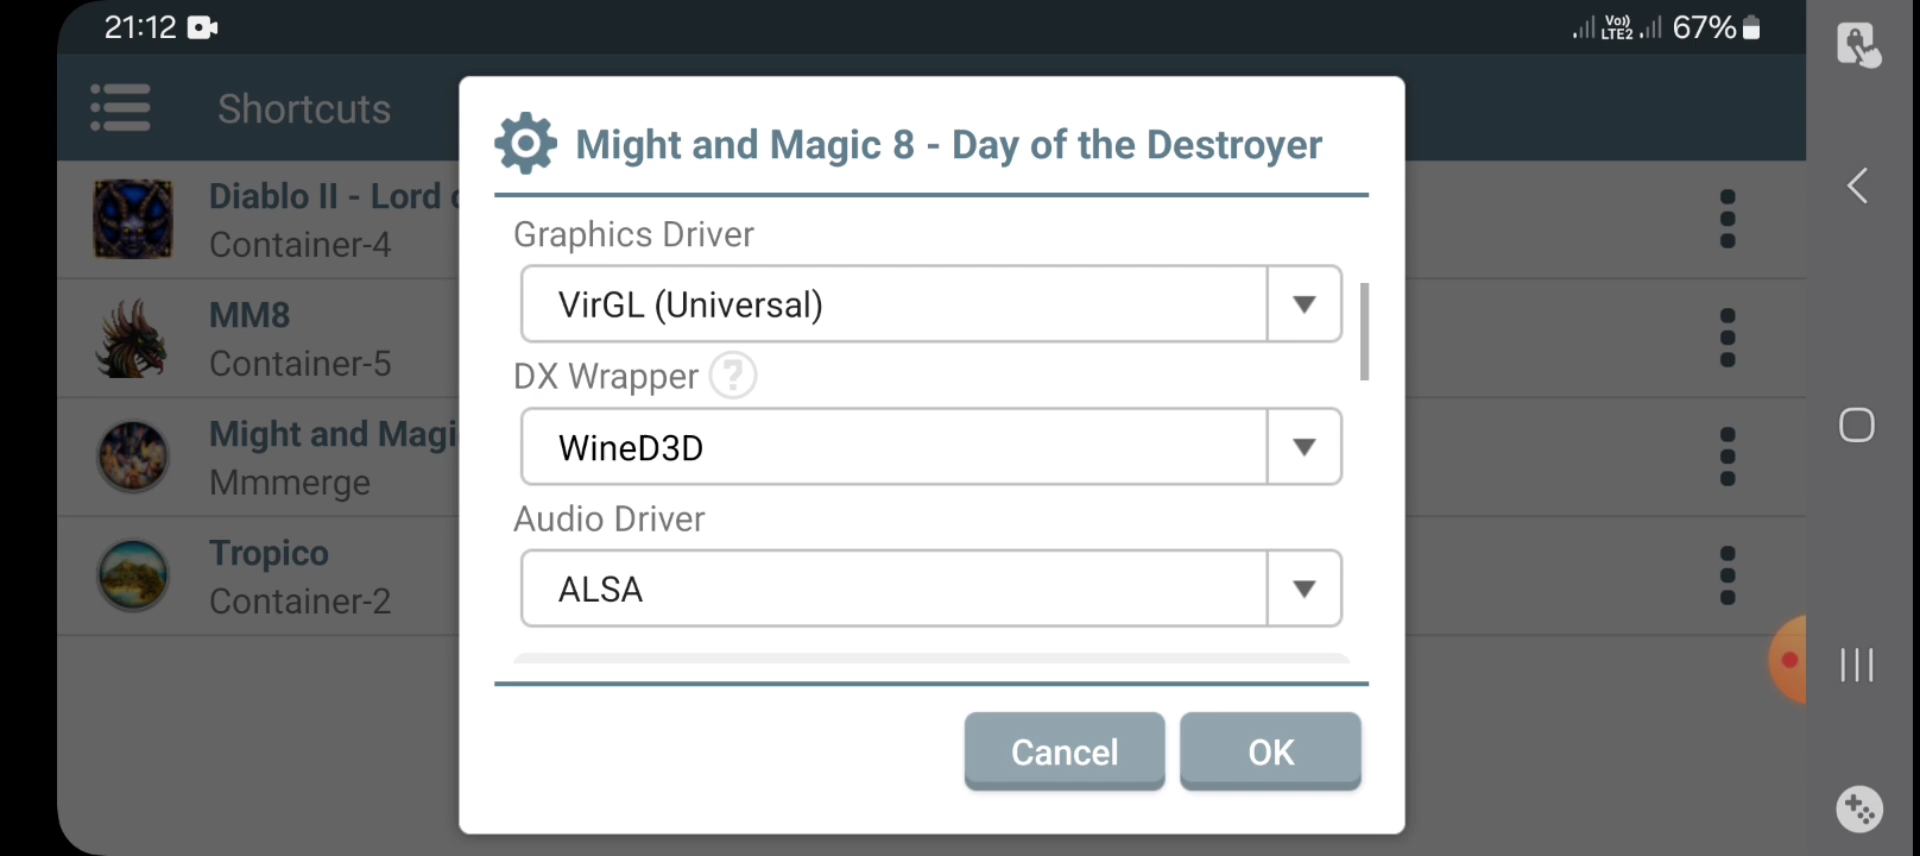 21:12
Vo))
LTE2
67%
Shortcuts
Diablo II - Lord
Container-4
MM8
Container-5
Might and Magi
Mmmerge
Tropico
Container-2
Might and Magic 8 - Day of the Destroyer
Graphics Driver
VirGL (Universal)
DX Wrapper ?
WineD3D
Audio Driver
ALSA
Cancel
OK